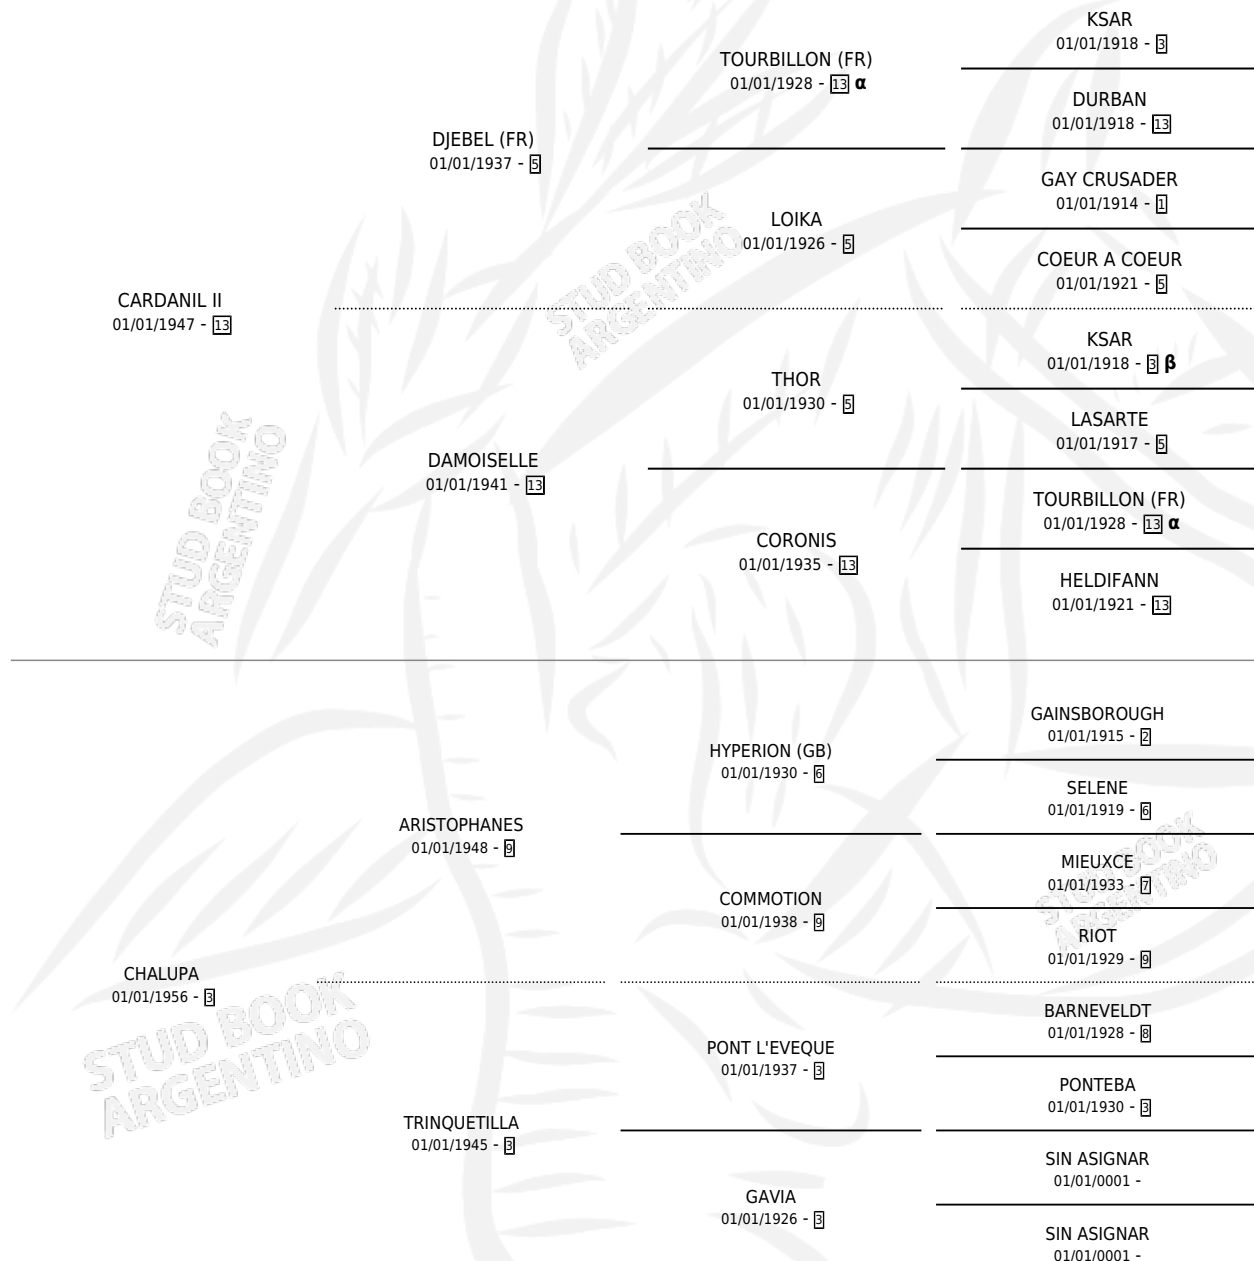 KSAR
01/01/1918 - 3
TOURBILLON (FR)
01/01/1928 - 13 α
DURBAN
01/01/1918 - 13
DJEBEL (FR)
01/01/1937 - 5
GAY CRUSADER
01/01/1914 - 1
LOIKA
01/01/1926 - 5
COEUR A COEUR
01/01/1921 - 5
CARDANIL II
01/01/1947 - 13
STUD BOOK
ARGENTINO
KSAR
01/01/1918 - 3 β
THOR
01/01/1930 - 5
LASARTE
01/01/1917 - 5
DAMOISELLE
01/01/1941 - 13
STUD BOOK
ARGENTINO
TOURBILLON (FR)
01/01/1928 - 13 α
CORONIS
01/01/1935 - 13
HELDIFANN
01/01/1921 - 13
GAINSBOROUGH
01/01/1915 - 2
HYPERION (GB)
01/01/1930 - 6
SELENE
01/01/1919 - 6
ARISTOPHANES
01/01/1948 - 9
MIEUXCE
01/01/1933 - 7
STUD BOOK
ARGENTINO
COMMOTION
01/01/1938 - 9
RIOT
01/01/1929 - 9
CHALUPA
01/01/1956 - 3
STUD BOOK
ARGENTINO
BARNEVELDT
01/01/1928 - 8
PONT L'EVEQUE
01/01/1937 - 3
PONTEBA
01/01/1930 - 3
TRINQUETILLA
01/01/1945 - 3
SIN ASIGNAR
01/01/0001 -
GAVIA
01/01/1926 - 3
SIN ASIGNAR
01/01/0001 -